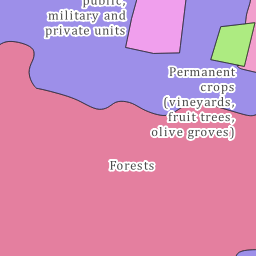 public,
military and
private units
Permanent
crops
(vineyards,
fruit trees,
olive groves)
Forests